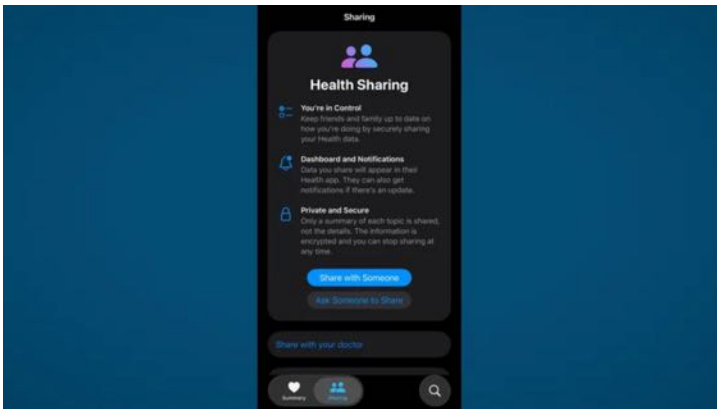 Sharing
Health Sharing
You're in Control
Keep friends and family up to date on
how you're doing by securely sharing
your Health data.
Dashboard and Notifications
Data you share will appear in their
Health app. They can also get
notifications if there's an update.
Private and Secure
Only a summary of each topic is shared,
not the details. The information is
encrypted and you can stop sharing at
any time.
Share with Someone
Ask Someone to Share
Share with your doctor
Summary
Sharing